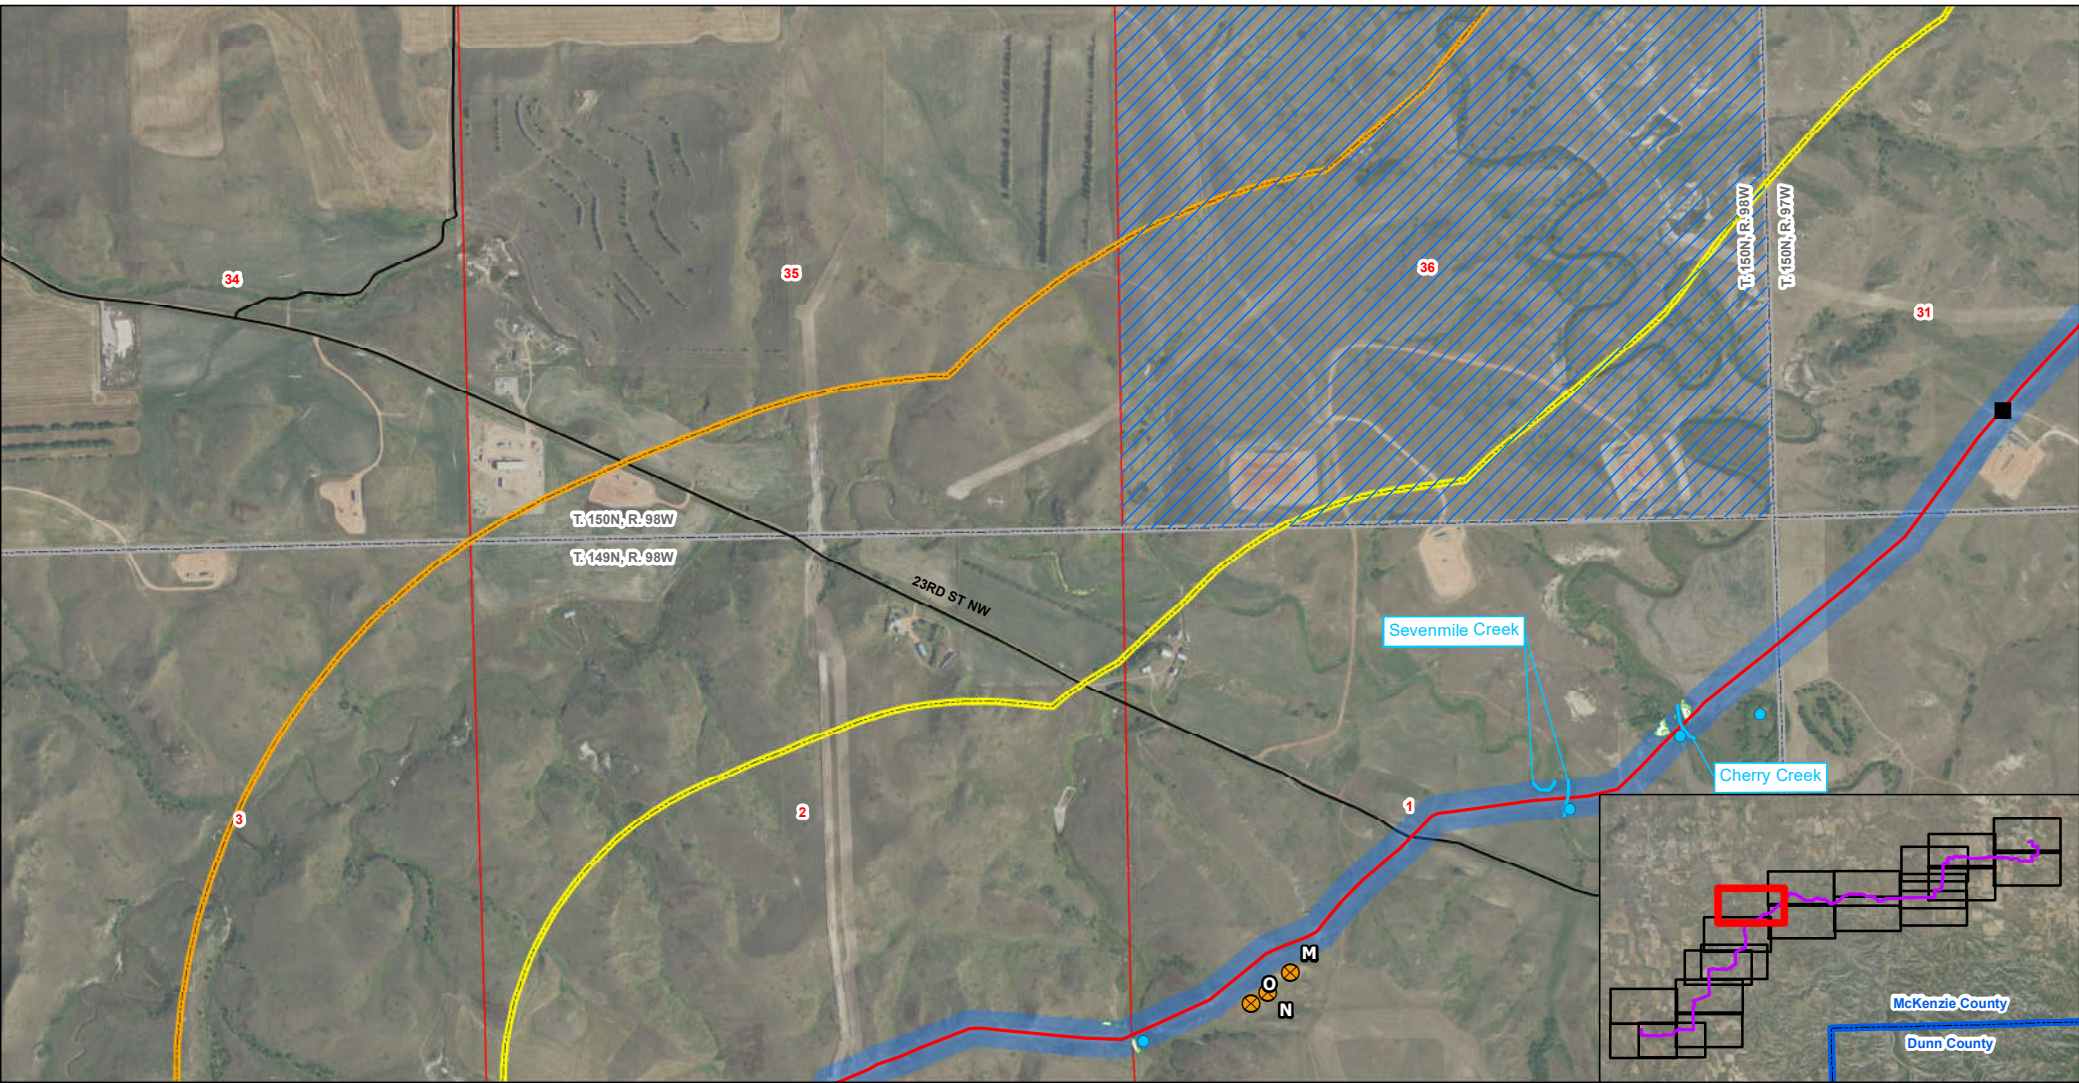 34
35
36
T. 150N, R. 98W
T. 150N, R. 97W
31
T. 150N, R. 98W
T. 149N, R. 98W
23RD ST NW
Sevenmile Creek
Cherry Creek
3
2
1
M
O
N
McKenzie County
Dunn County